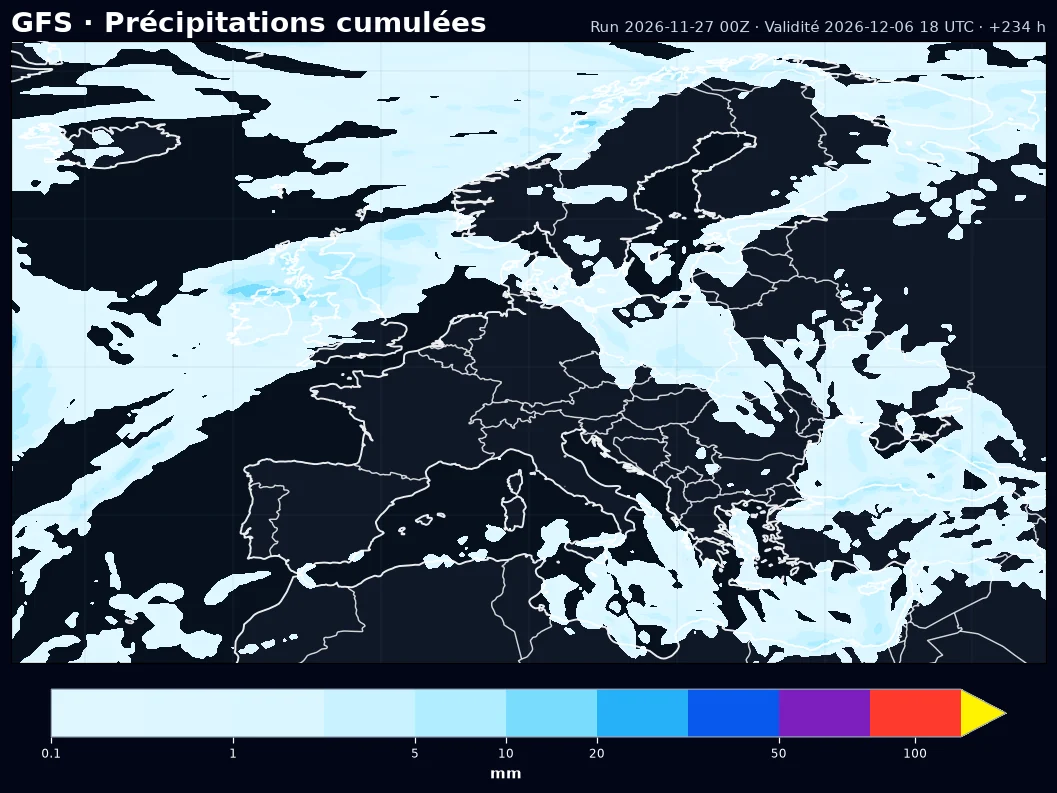 GFS · Précipitations cumulées
Run 2026-11-27 00Z · Validité 2026-12-06 18 UTC · +234 h
0.1 1 5 10 20 50 100
mm